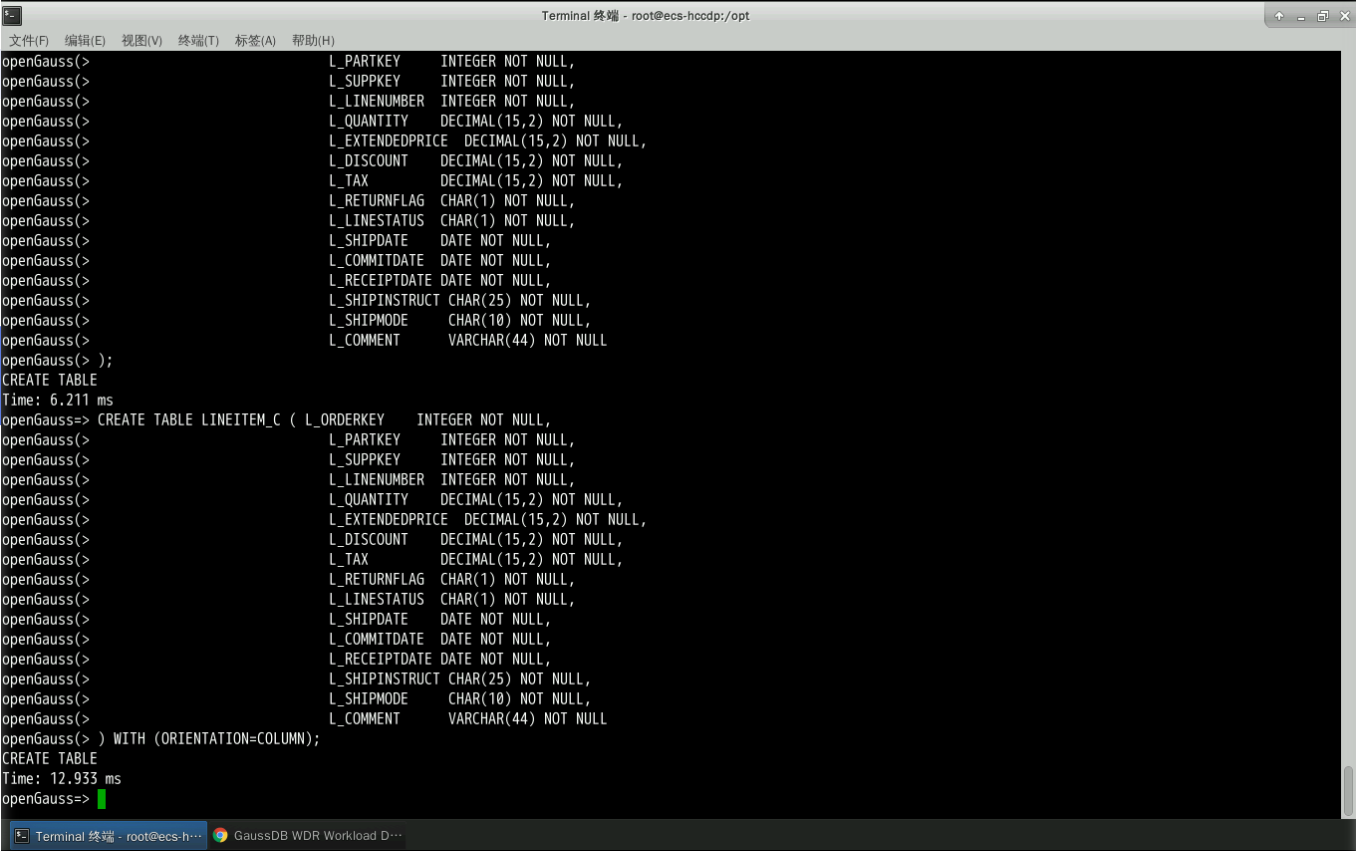 Terminal 终端 - root@ecs-hccdp:/opt
文件(F) 编辑(E) 视图(V) 终端(T) 标签(A) 帮助(H)
openGauss(> L_PARTKEY INTEGER NOT NULL,
openGauss(> L_SUPPKEY INTEGER NOT NULL,
openGauss(> L_LINENUMBER INTEGER NOT NULL,
openGauss(> L_QUANTITY DECIMAL(15,2) NOT NULL,
openGauss(> L_EXTENDEDPRICE DECIMAL(15,2) NOT NULL,
openGauss(> L_DISCOUNT DECIMAL(15,2) NOT NULL,
openGauss(> L_TAX DECIMAL(15,2) NOT NULL,
openGauss(> L_RETURNFLAG CHAR(1) NOT NULL,
openGauss(> L_LINESTATUS CHAR(1) NOT NULL,
openGauss(> L_SHIPDATE DATE NOT NULL,
openGauss(> L_COMMITDATE DATE NOT NULL,
openGauss(> L_RECEIPTDATE DATE NOT NULL,
openGauss(> L_SHIPINSTRUCT CHAR(25) NOT NULL,
openGauss(> L_SHIPMODE CHAR(10) NOT NULL,
openGauss(> L_COMMENT VARCHAR(44) NOT NULL
openGauss(> );
CREATE TABLE
Time: 6.211 ms
openGauss=> CREATE TABLE LINEITEM_C ( L_ORDERKEY INTEGER NOT NULL,
openGauss(> L_PARTKEY INTEGER NOT NULL,
openGauss(> L_SUPPKEY INTEGER NOT NULL,
openGauss(> L_LINENUMBER INTEGER NOT NULL,
openGauss(> L_QUANTITY DECIMAL(15,2) NOT NULL,
openGauss(> L_EXTENDEDPRICE DECIMAL(15,2) NOT NULL,
openGauss(> L_DISCOUNT DECIMAL(15,2) NOT NULL,
openGauss(> L_TAX DECIMAL(15,2) NOT NULL,
openGauss(> L_RETURNFLAG CHAR(1) NOT NULL,
openGauss(> L_LINESTATUS CHAR(1) NOT NULL,
openGauss(> L_SHIPDATE DATE NOT NULL,
openGauss(> L_COMMITDATE DATE NOT NULL,
openGauss(> L_RECEIPTDATE DATE NOT NULL,
openGauss(> L_SHIPINSTRUCT CHAR(25) NOT NULL,
openGauss(> L_SHIPMODE CHAR(10) NOT NULL,
openGauss(> L_COMMENT VARCHAR(44) NOT NULL
openGauss(> ) WITH (ORIENTATION=COLUMN);
CREATE TABLE
Time: 12.933 ms
openGauss=>
Terminal 终端 - root@ecs-h··· GaussDB WDR Workload D···